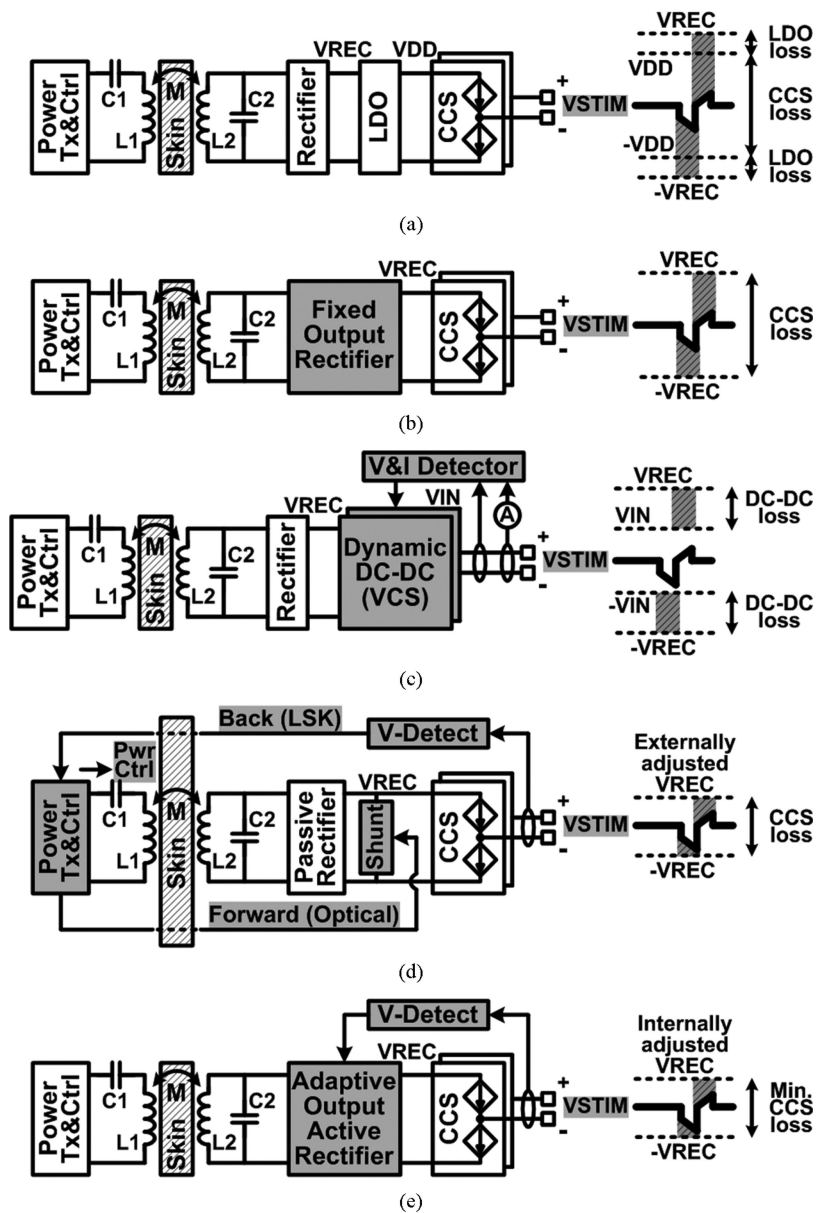 VREC
LDO
loss
VREC
VDD
VDD
C1
M
C2
Power
Tx&Ctrl
L1
Skin
L2
Rectifier
LDO
CCS
+
VSTIM
-
CCS
loss
-VDD
LDO
loss
-VREC
(a)
VREC
VREC
C1
M
C2
Power
Tx&Ctrl
L1
Skin
L2
Fixed
Output
Rectifier
CCS
+
VSTIM
-
CCS
loss
-VREC
(b)
V&I Detector
VREC
VREC
VIN
VIN
DC-DC
loss
A
C1
M
C2
Power
Tx&Ctrl
L1
Skin
L2
Rectifier
Dynamic
DC-DC
(VCS)
+
VSTIM
-
-VIN
DC-DC
loss
-VREC
(c)
Back (LSK)
V-Detect
Pwr
Ctrl
Externally
adjusted
VREC
VREC
C1
M
C2
Power
Tx&Ctrl
L1
Skin
L2
Passive
Rectifier
Shunt
CCS
+
VSTIM
-
CCS
loss
-VREC
Forward (Optical)
(d)
V-Detect
Internally
adjusted
VREC
VREC
C1
M
C2
Power
Tx&Ctrl
L1
Skin
L2
Adaptive
Output
Active
Rectifier
CCS
+
VSTIM
-
Min.
CCS
loss
-VREC
(e)